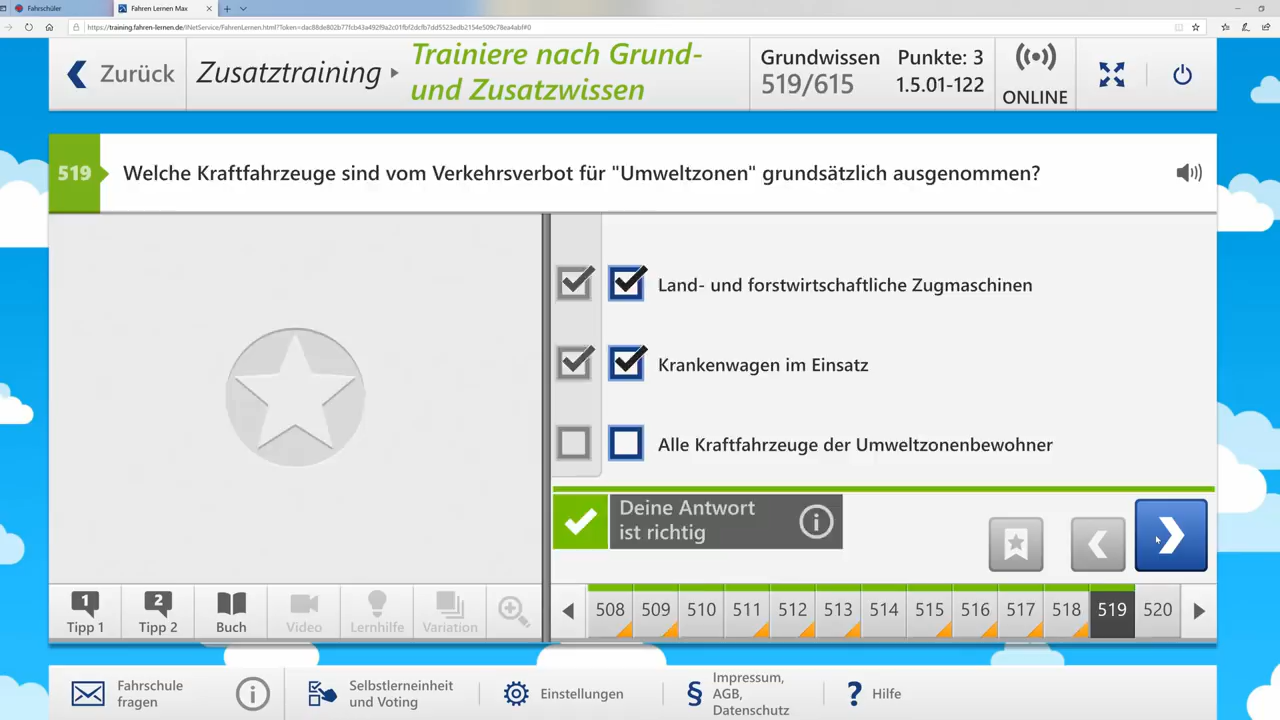 Fahrschüler
Fahren Lernen Max
Zurück
Zusatztraining
Trainiere nach Grund-
und Zusatzwissen
Grundwissen
519/615
Punkte: 3
1.5.01-122
ONLINE
519
Welche Kraftfahrzeuge sind vom Verkehrsverbot für "Umweltzonen" grundsätzlich ausgenommen?
Land- und forstwirtschaftliche Zugmaschinen
Krankenwagen im Einsatz
Alle Kraftfahrzeuge der Umweltzonenbewohner
Deine Antwort
ist richtig
1
Tipp 1
2
Tipp 2
Buch
Video
Lernhilfe
Variation
508 509 510 511 512 513 514 515 516 517 518 519 520
Fahrschule
fragen
Selbstlerneinheit
und Voting
Einstellungen
§
Impressum,
AGB,
Datenschutz
?
Hilfe